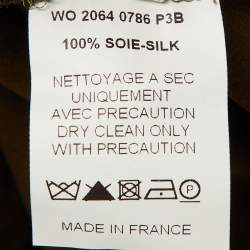 WO 2064 0786 P3B
100% SOIE-SILK
NETTOYAGE A SEC
UNIQUEMENT
AVEC PRECAUTION
DRY CLEAN ONLY
WITH PRECAUTION
P
MADE IN FRANCE